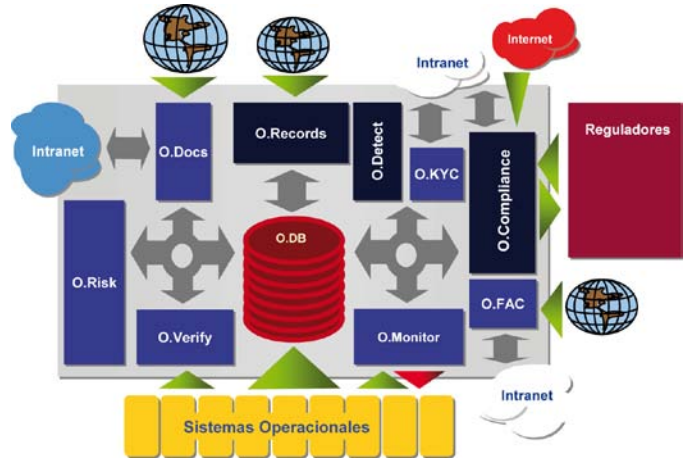 Internet
Intranet
Reguladores
O.Records
O.Detect
O.Docs
Intranet
O.KYC
O.Compliance
O.DB
O.Risk
O.FAC
O.Verify
O.Monitor
Intranet
Sistemas Operacionales